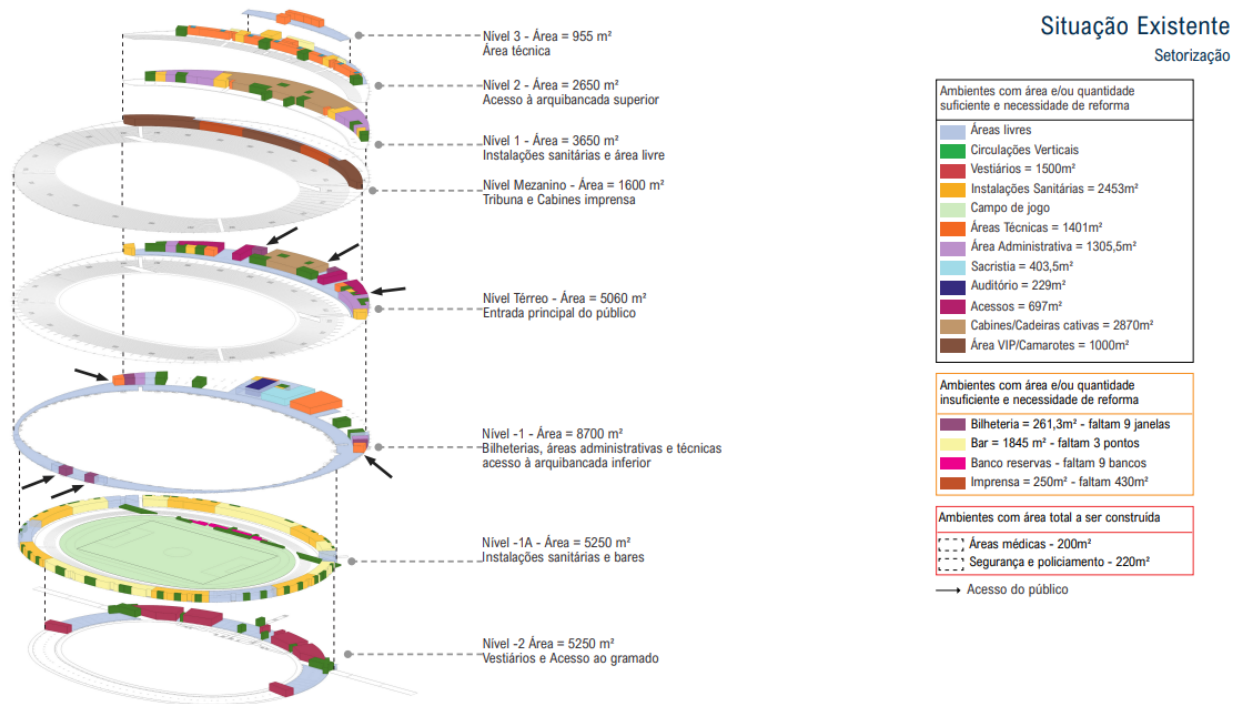 Situação Existente
Setorização
Nível 3 - Área = 955 m²
Área técnica
Nível 2 - Área = 2650 m²
Acesso à arquibancada superior
Nível 1 - Área = 3650 m²
Instalações sanitárias e área livre
Nível Mezanino - Área = 1600 m²
Tribuna e Cabines imprensa
Nível Térreo - Área = 5060 m²
Entrada principal do público
Nível -1 - Área = 8700 m²
Bilheterias, áreas administrativas e técnicas
acesso à arquibancada inferior
Nível -1A - Área = 5250 m²
Instalações sanitárias e bares
Nível -2 Área = 5250 m²
Vestiários e Acesso ao gramado
Ambientes com área e/ou quantidade
suficiente e necessidade de reforma
Áreas livres
Circulações Verticais
Vestiários = 1500m²
Instalações Sanitárias = 2453m²
Campo de jogo
Áreas Técnicas = 1401m²
Área Administrativa = 1305,5m²
Sacristia = 403,5m²
Auditório = 229m²
Acessos = 697m²
Cabines/Cadeiras cativas = 2870m²
Área VIP/Camarotes = 1000m²
Ambientes com área e/ou quantidade
insuficiente e necessidade de reforma
Bilheteria = 261,3m² - faltam 9 janelas
Bar = 1845 m² - faltam 3 pontos
Banco reservas - faltam 9 bancos
Imprensa = 250m² - faltam 430m²
Ambientes com área total a ser construída
Áreas médicas - 200m²
Segurança e policiamento - 220m²
Acesso do público